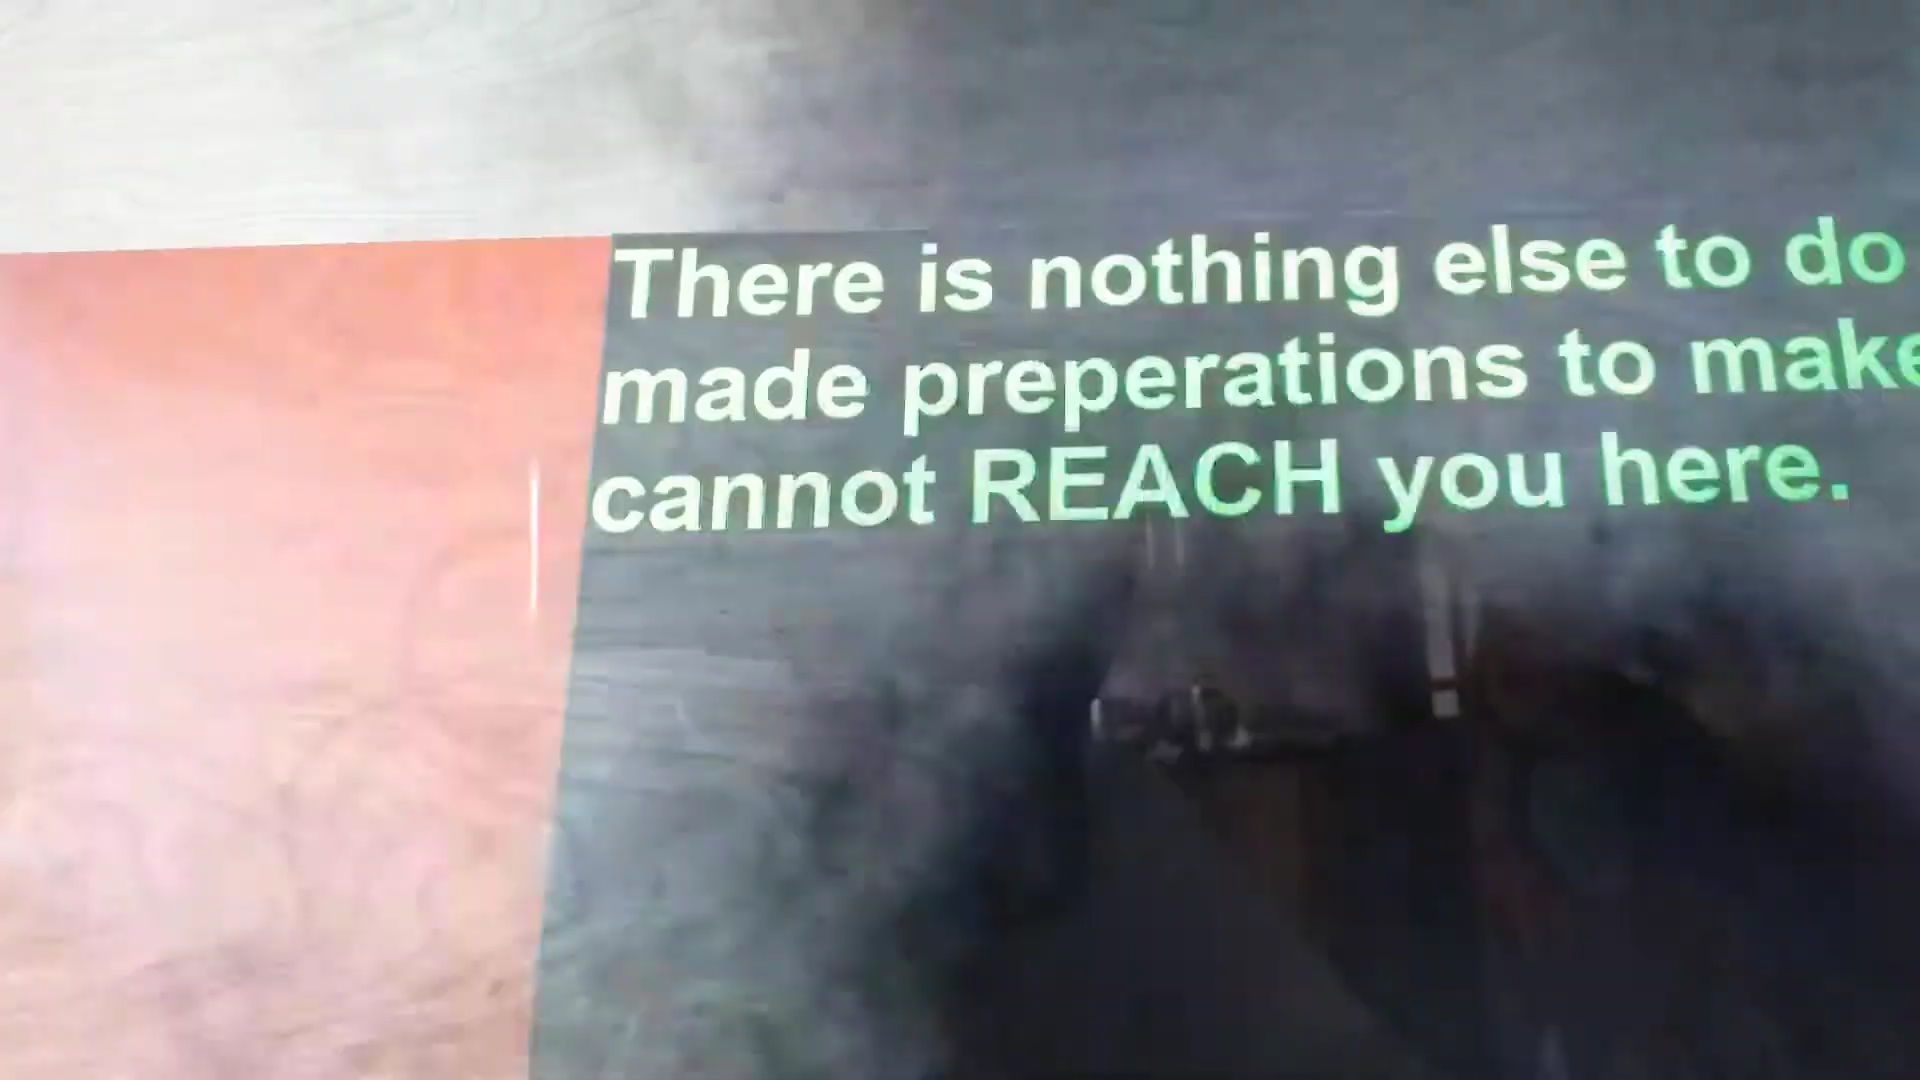 There is nothing else to do
made preperations to make
cannot REACH you here.